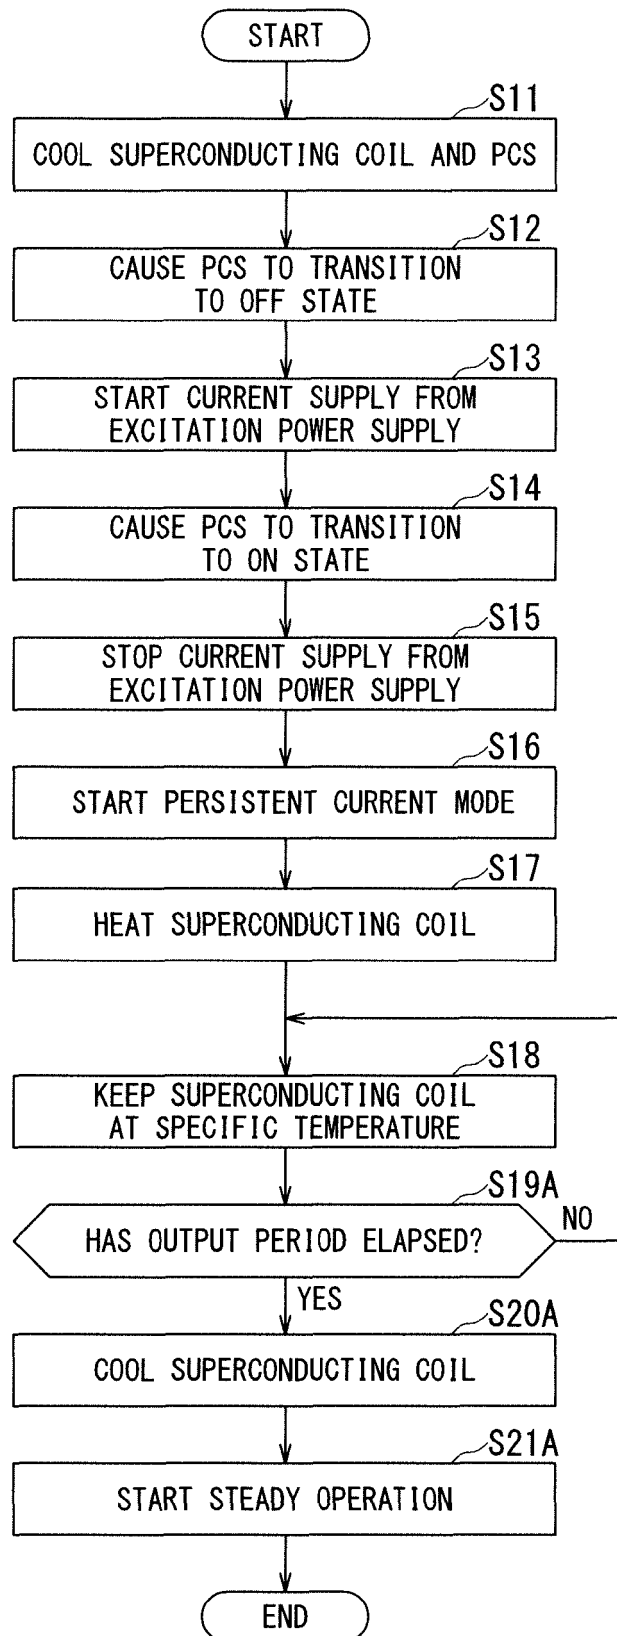 START
S11
COOL SUPERCONDUCTING COIL AND PCS
S12
CAUSE PCS TO TRANSITION
TO OFF STATE
S13
START CURRENT SUPPLY FROM
EXCITATION POWER SUPPLY
S14
CAUSE PCS TO TRANSITION
TO ON STATE
S15
STOP CURRENT SUPPLY FROM
EXCITATION POWER SUPPLY
S16
START PERSISTENT CURRENT MODE
S17
HEAT SUPERCONDUCTING COIL
S18
KEEP SUPERCONDUCTING COIL
AT SPECIFIC TEMPERATURE
S19A
HAS OUTPUT PERIOD ELAPSED?
NO
YES
S20A
COOL SUPERCONDUCTING COIL
S21A
START STEADY OPERATION
END